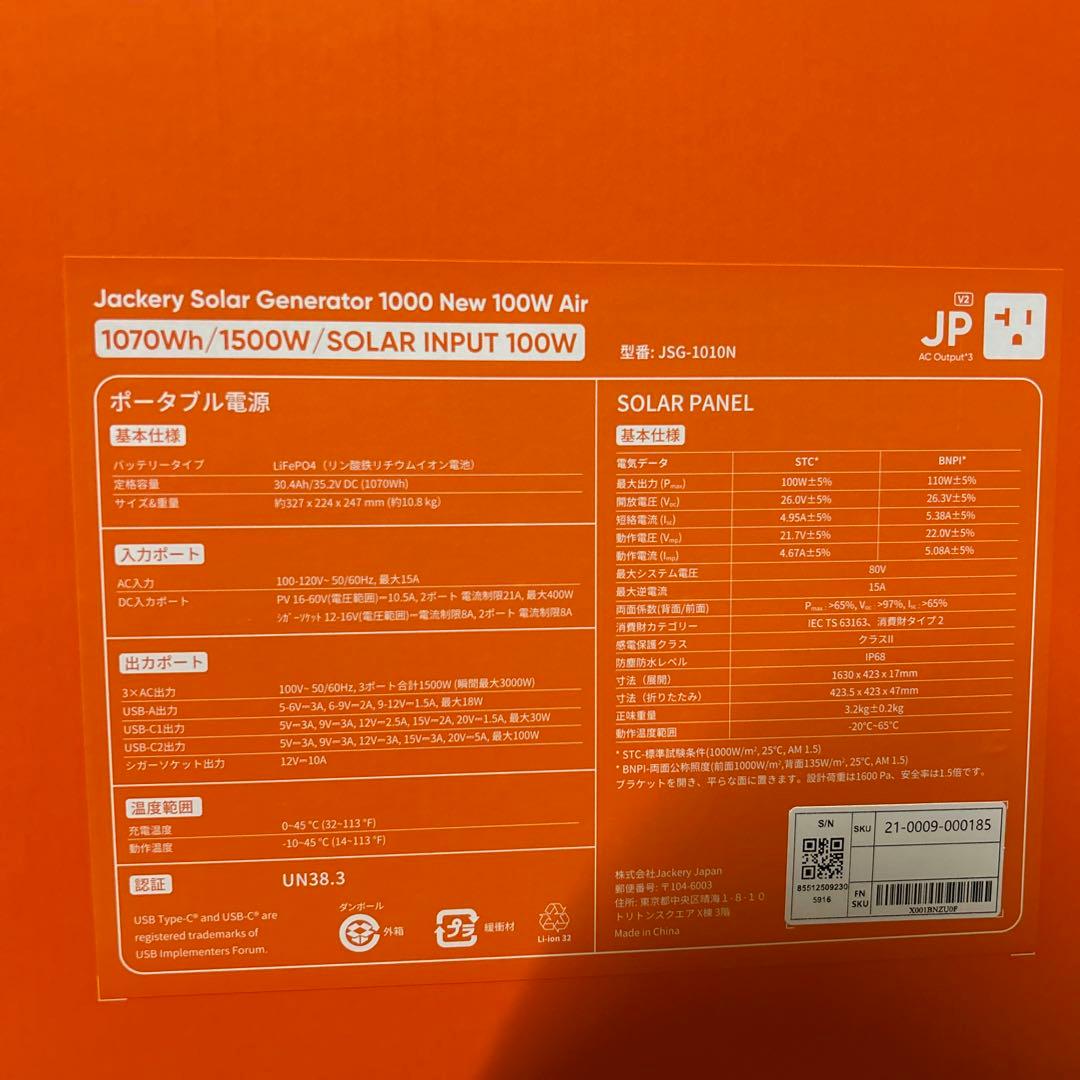 Jackery Solar Generator 1000 New 100W Air
1070Wh/1500W/SOLAR INPUT 100W
型番: JSG-1010N
V2
JP
AC Output*3
ポータブル電源
基本仕様
バッテリータイプ LiFePO4（リン酸鉄リチウムイオン電池）
定格容量 30.4Ah/35.2V DC (1070Wh)
サイズ&重量 約327 x 224 x 247 mm (約10.8 kg)
入力ポート
AC入力 100-120V~ 50/60Hz, 最大15A
DC入力ポート PV 16-60V(電圧範囲)⎓10.5A, 2ポート 電流制限21A, 最大400W
ｼｶﾞｰｿｹｯﾄ 12-16V(電圧範囲)⎓電流制限8A, 2ポート 電流制限8A
出力ポート
3×AC出力 100V~ 50/60Hz, 3ポート合計1500W (瞬間最大3000W)
USB-A出力 5-6V⎓3A, 6-9V⎓2A, 9-12V⎓1.5A, 最大18W
USB-C1出力 5V⎓3A, 9V⎓3A, 12V⎓2.5A, 15V⎓2A, 20V⎓1.5A, 最大30W
USB-C2出力 5V⎓3A, 9V⎓3A, 12V⎓3A, 15V⎓3A, 20V⎓5A, 最大100W
シガーソケット出力 12V⎓10A
温度範囲
充電温度 0~45 °C (32~113 °F)
動作温度 -10~45 °C (14~113 °F)
認証
UN38.3
USB Type-C® and USB-C® are
registered trademarks of
USB Implementers Forum.
ダンボール
外箱
プラ
緩衝材
Li-ion 32
SOLAR PANEL
基本仕様
電気データ STC* BNPI*
最大出力 (Pmax) 100W±5% 110W±5%
開放電圧 (Voc) 26.0V±5% 26.3V±5%
短絡電流 (Isc) 4.95A±5% 5.38A±5%
動作電圧 (Vmp) 21.7V±5% 22.0V±5%
動作電流 (Imp) 4.67A±5% 5.08A±5%
最大システム電圧 80V
最大逆電流 15A
両面係数(背面/前面) Pmax : >65%, Voc :>97%, Isc :>65%
消費財カテゴリー IEC TS 63163、消費財タイプ 2
感電保護クラス クラスII
防塵防水レベル IP68
寸法（展開） 1630 x 423 x 17mm
寸法（折りたたみ） 423.5 x 423 x 47mm
正味重量 3.2kg±0.2kg
動作温度範囲 -20°C~65°C
* STC-標準試験条件(1000W/m², 25°C, AM 1.5)
* BNPI-両面公称照度(前面1000W/m²,背面135W/m², 25°C, AM 1.5)
ブラケットを開き、平らな面に置きます。設計荷重は1600 Pa、安全率は1.5倍です。
株式会社Jackery Japan
郵便番号: 〒104-6003
住所: 東京都中央区晴海１-８-１０
トリトンスクエア X棟 3階
Made in China
S/N
85512509230
5916
SKU 21-0009-000185
FN
SKU
X001BNZU0F